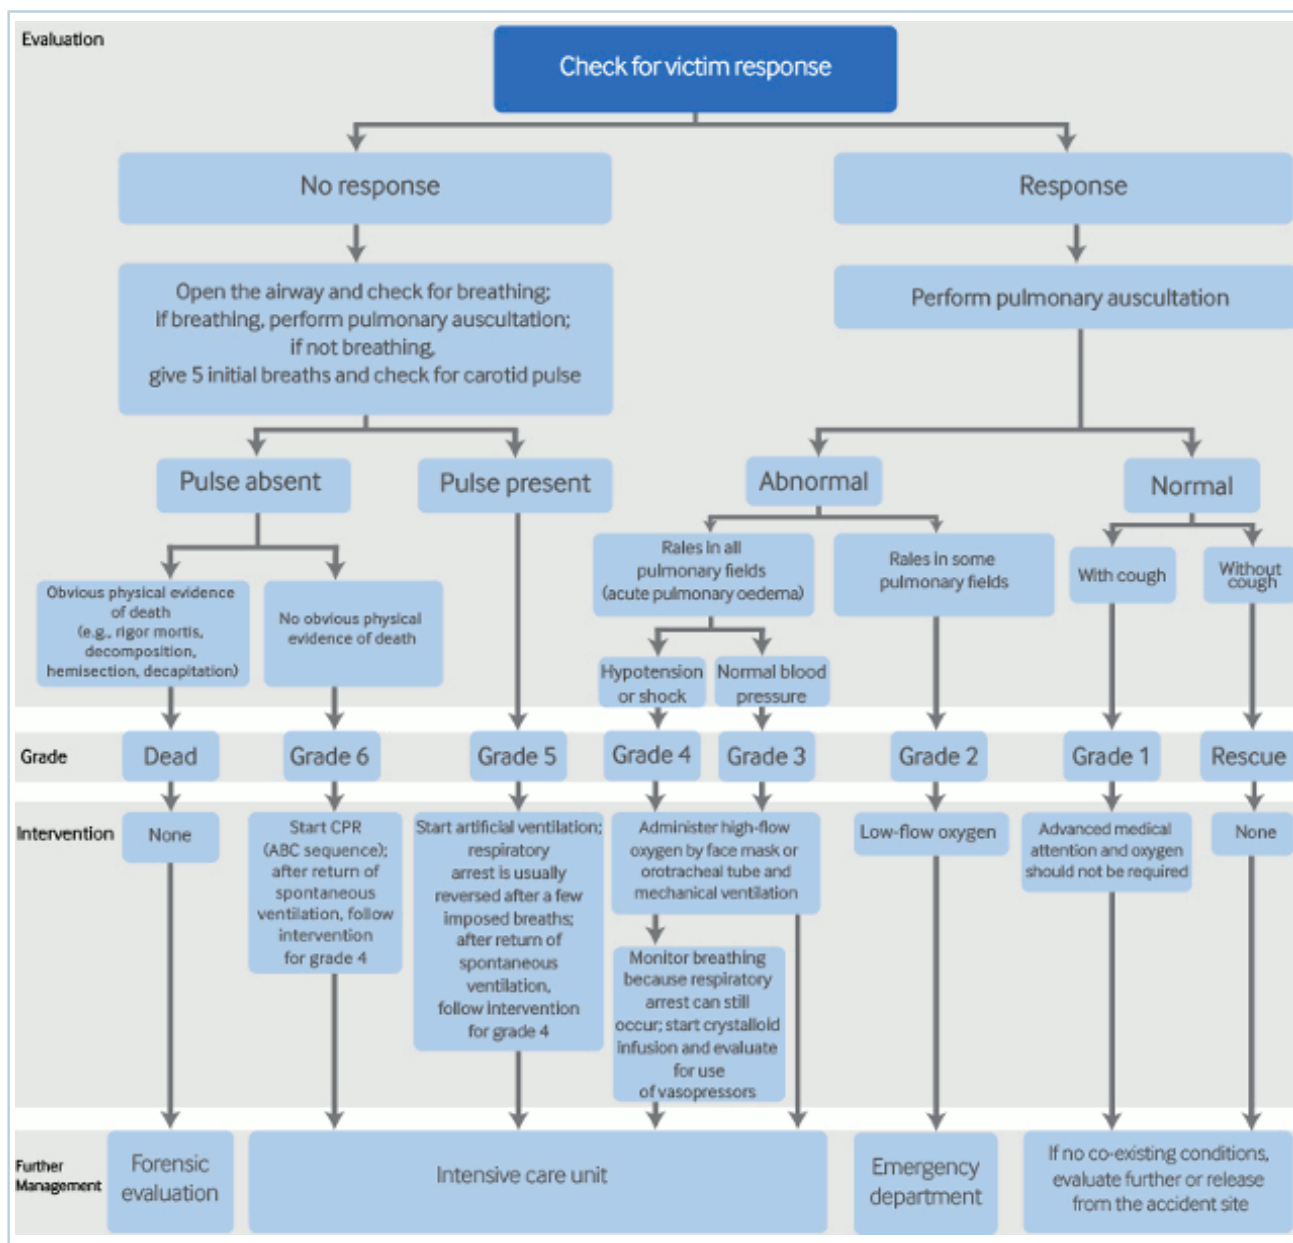 Evaluation
Check for victim response
No response
Response
Open the airway and check for breathing;
if breathing, perform pulmonary auscultation;
if not breathing,
give 5 initial breaths and check for carotid pulse
Perform pulmonary auscultation
Pulse absent
Pulse present
Abnormal
Normal
Obvious physical evidence
of death
(e.g., rigor mortis,
decomposition,
hemisection, decapitation)
No obvious physical
evidence of death
Rales in all
pulmonary fields
(acute pulmonary oedema)
Rales in some
pulmonary fields
With cough
Without
cough
Hypotension
or shock
Normal blood
pressure
Grade
Dead
Grade 6
Grade 5
Grade 4
Grade 3
Grade 2
Grade 1
Rescue
Intervention
None
Start CPR
(ABC sequence);
after return of
spontaneous
ventilation, follow
intervention
for grade 4
Start artificial ventilation;
respiratory
arrest is usually
reversed after a few
imposed breaths;
after return of
spontaneous
ventilation,
follow intervention
for grade 4
Administer high-flow
oxygen by face mask or
orotracheal tube and
mechanical ventilation
Monitor breathing
because respiratory
arrest can still
occur; start crystalloid
infusion and evaluate
for use
of vasopressors
Low-flow oxygen
Advanced medical
attention and oxygen
should not be required
None
Further
Management
Forensic
evaluation
Intensive care unit
Emergency
department
If no co-existing conditions,
evaluate further or release
from the accident site